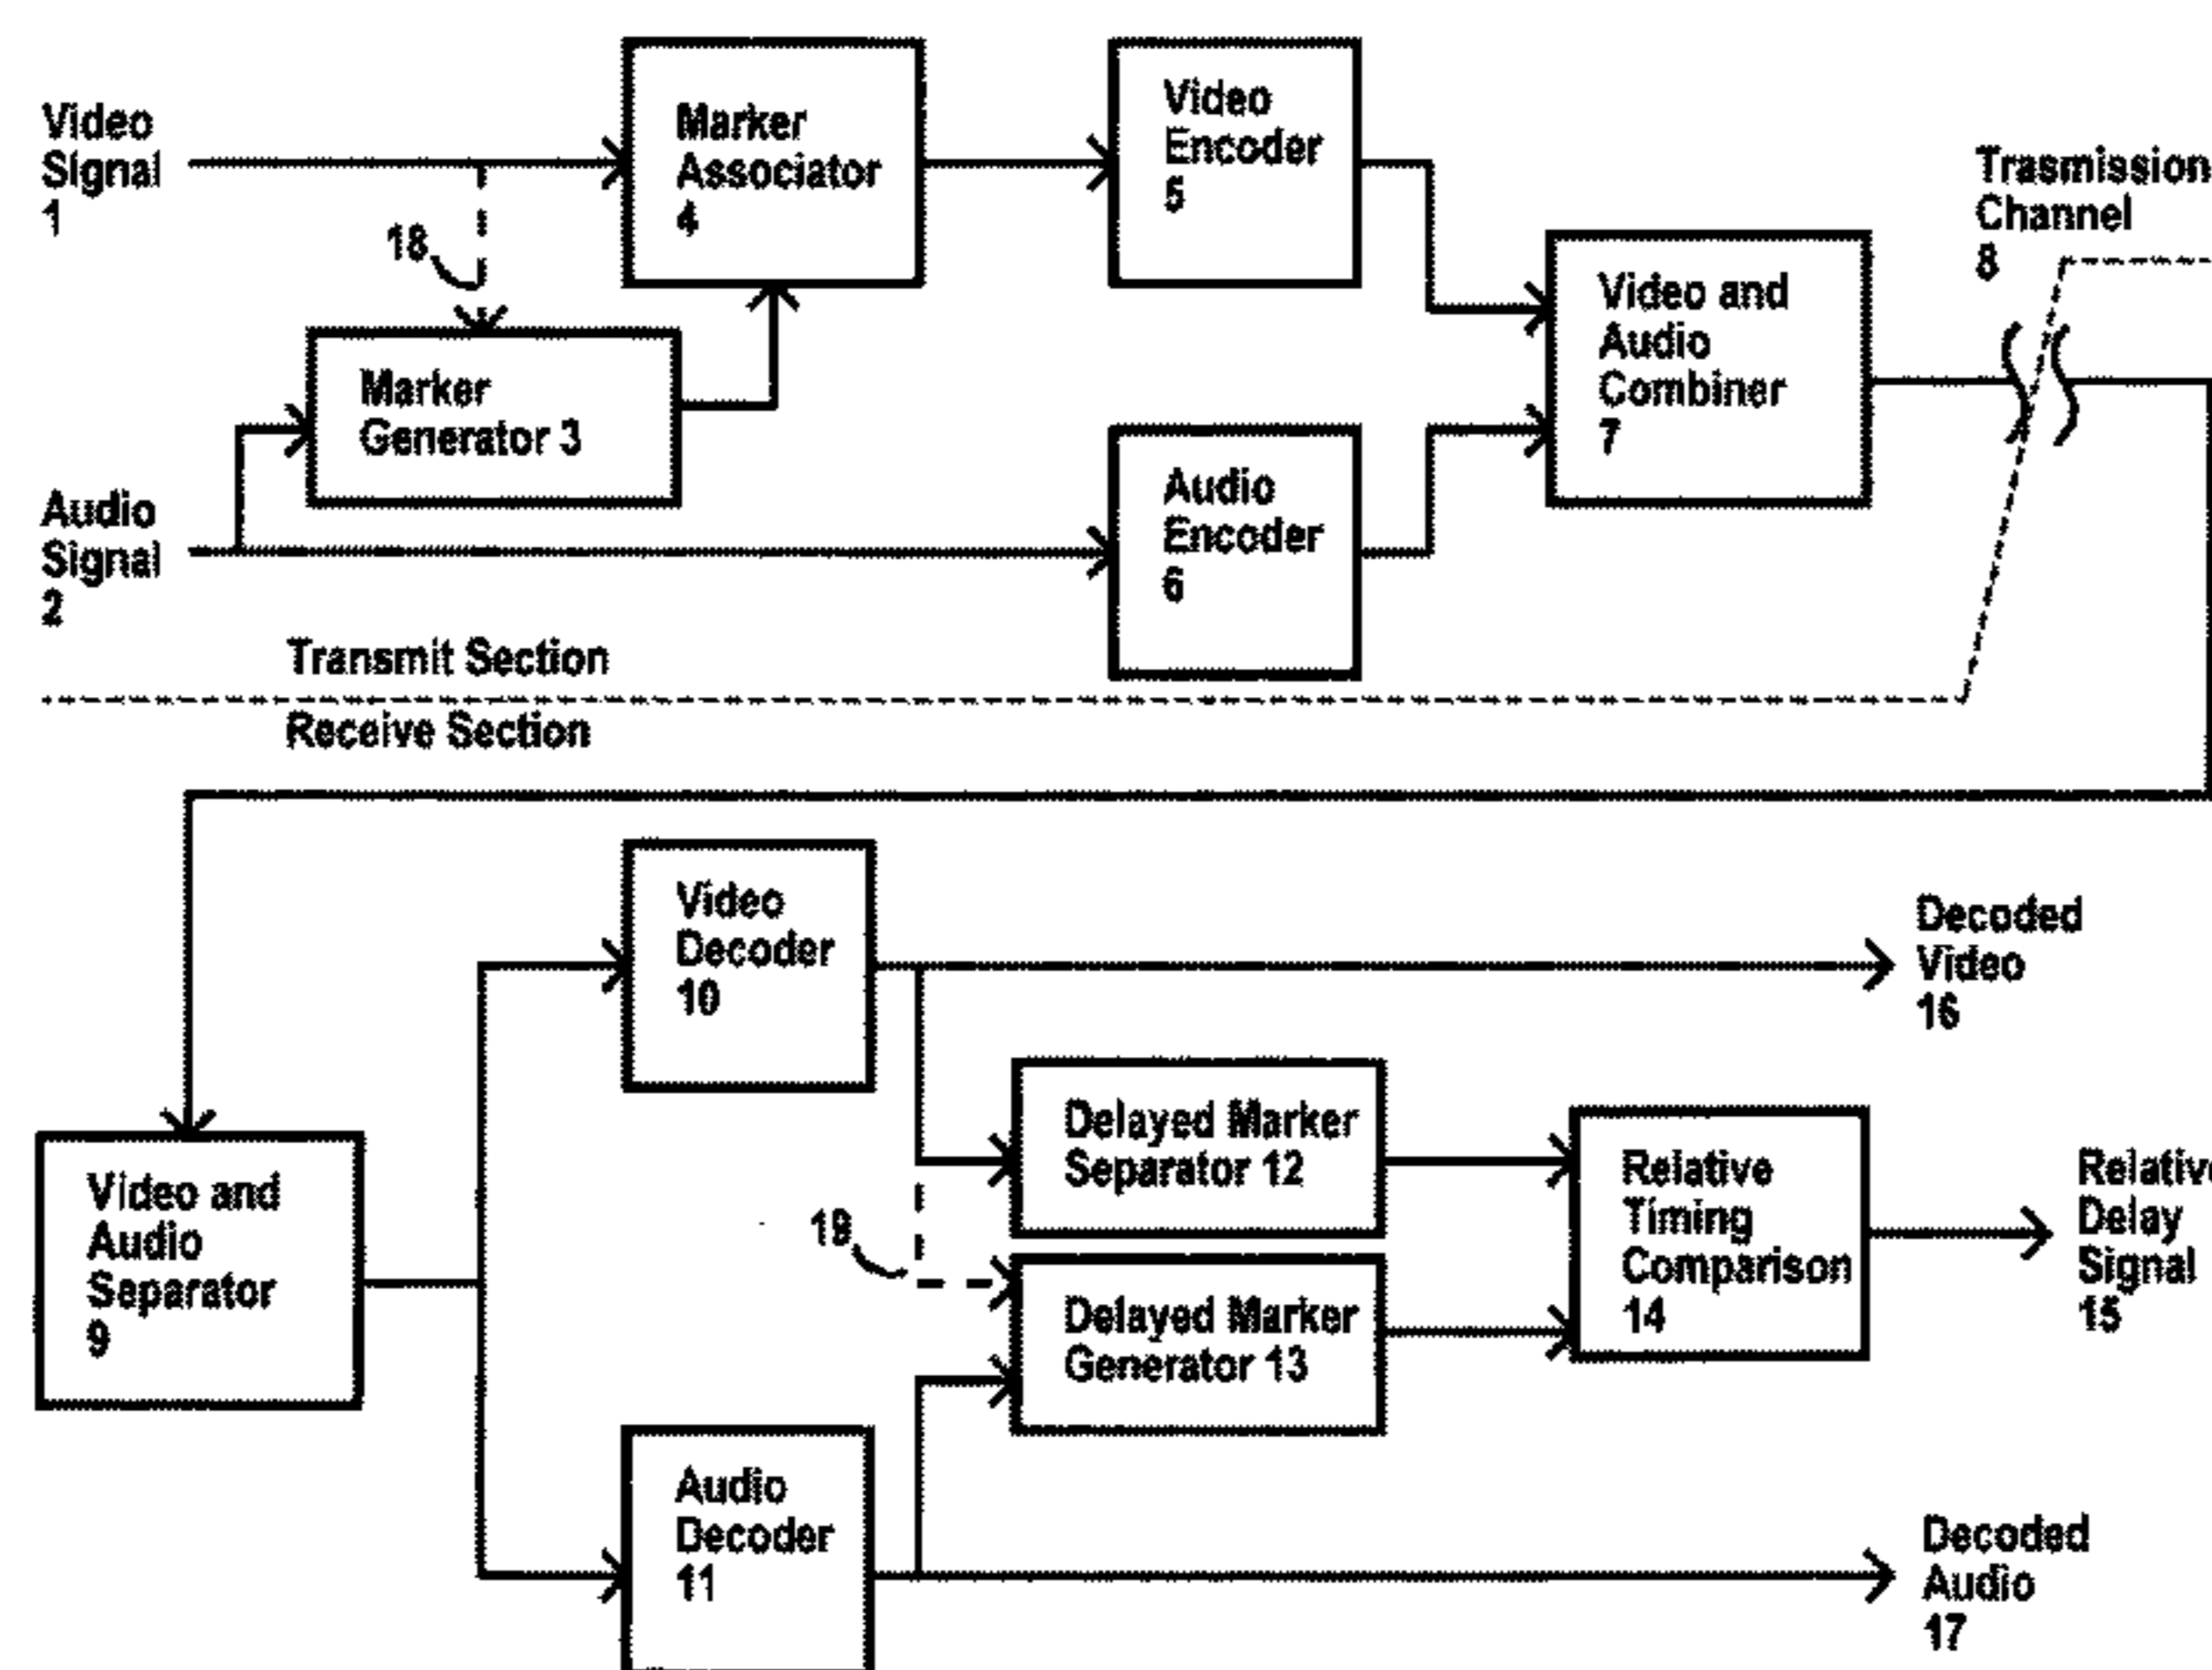 Video
Signal
1
Marker
Associator
4
Video
Encoder
5
Trasmission
Channel
8
18
Marker
Generator 3
Video and
Audio
Combiner
7
Audio
Signal
2
Audio
Encoder
6
Transmit Section
Receive Section
Video
Decoder
10
Decoded
Video
16
Video and
Audio
Separator
9
Delayed Marker
Separator 12
19
Delayed Marker
Generator 13
Relative
Timing
Comparison
14
Relative
Delay
Signal
15
Audio
Decoder
11
Decoded
Audio
17